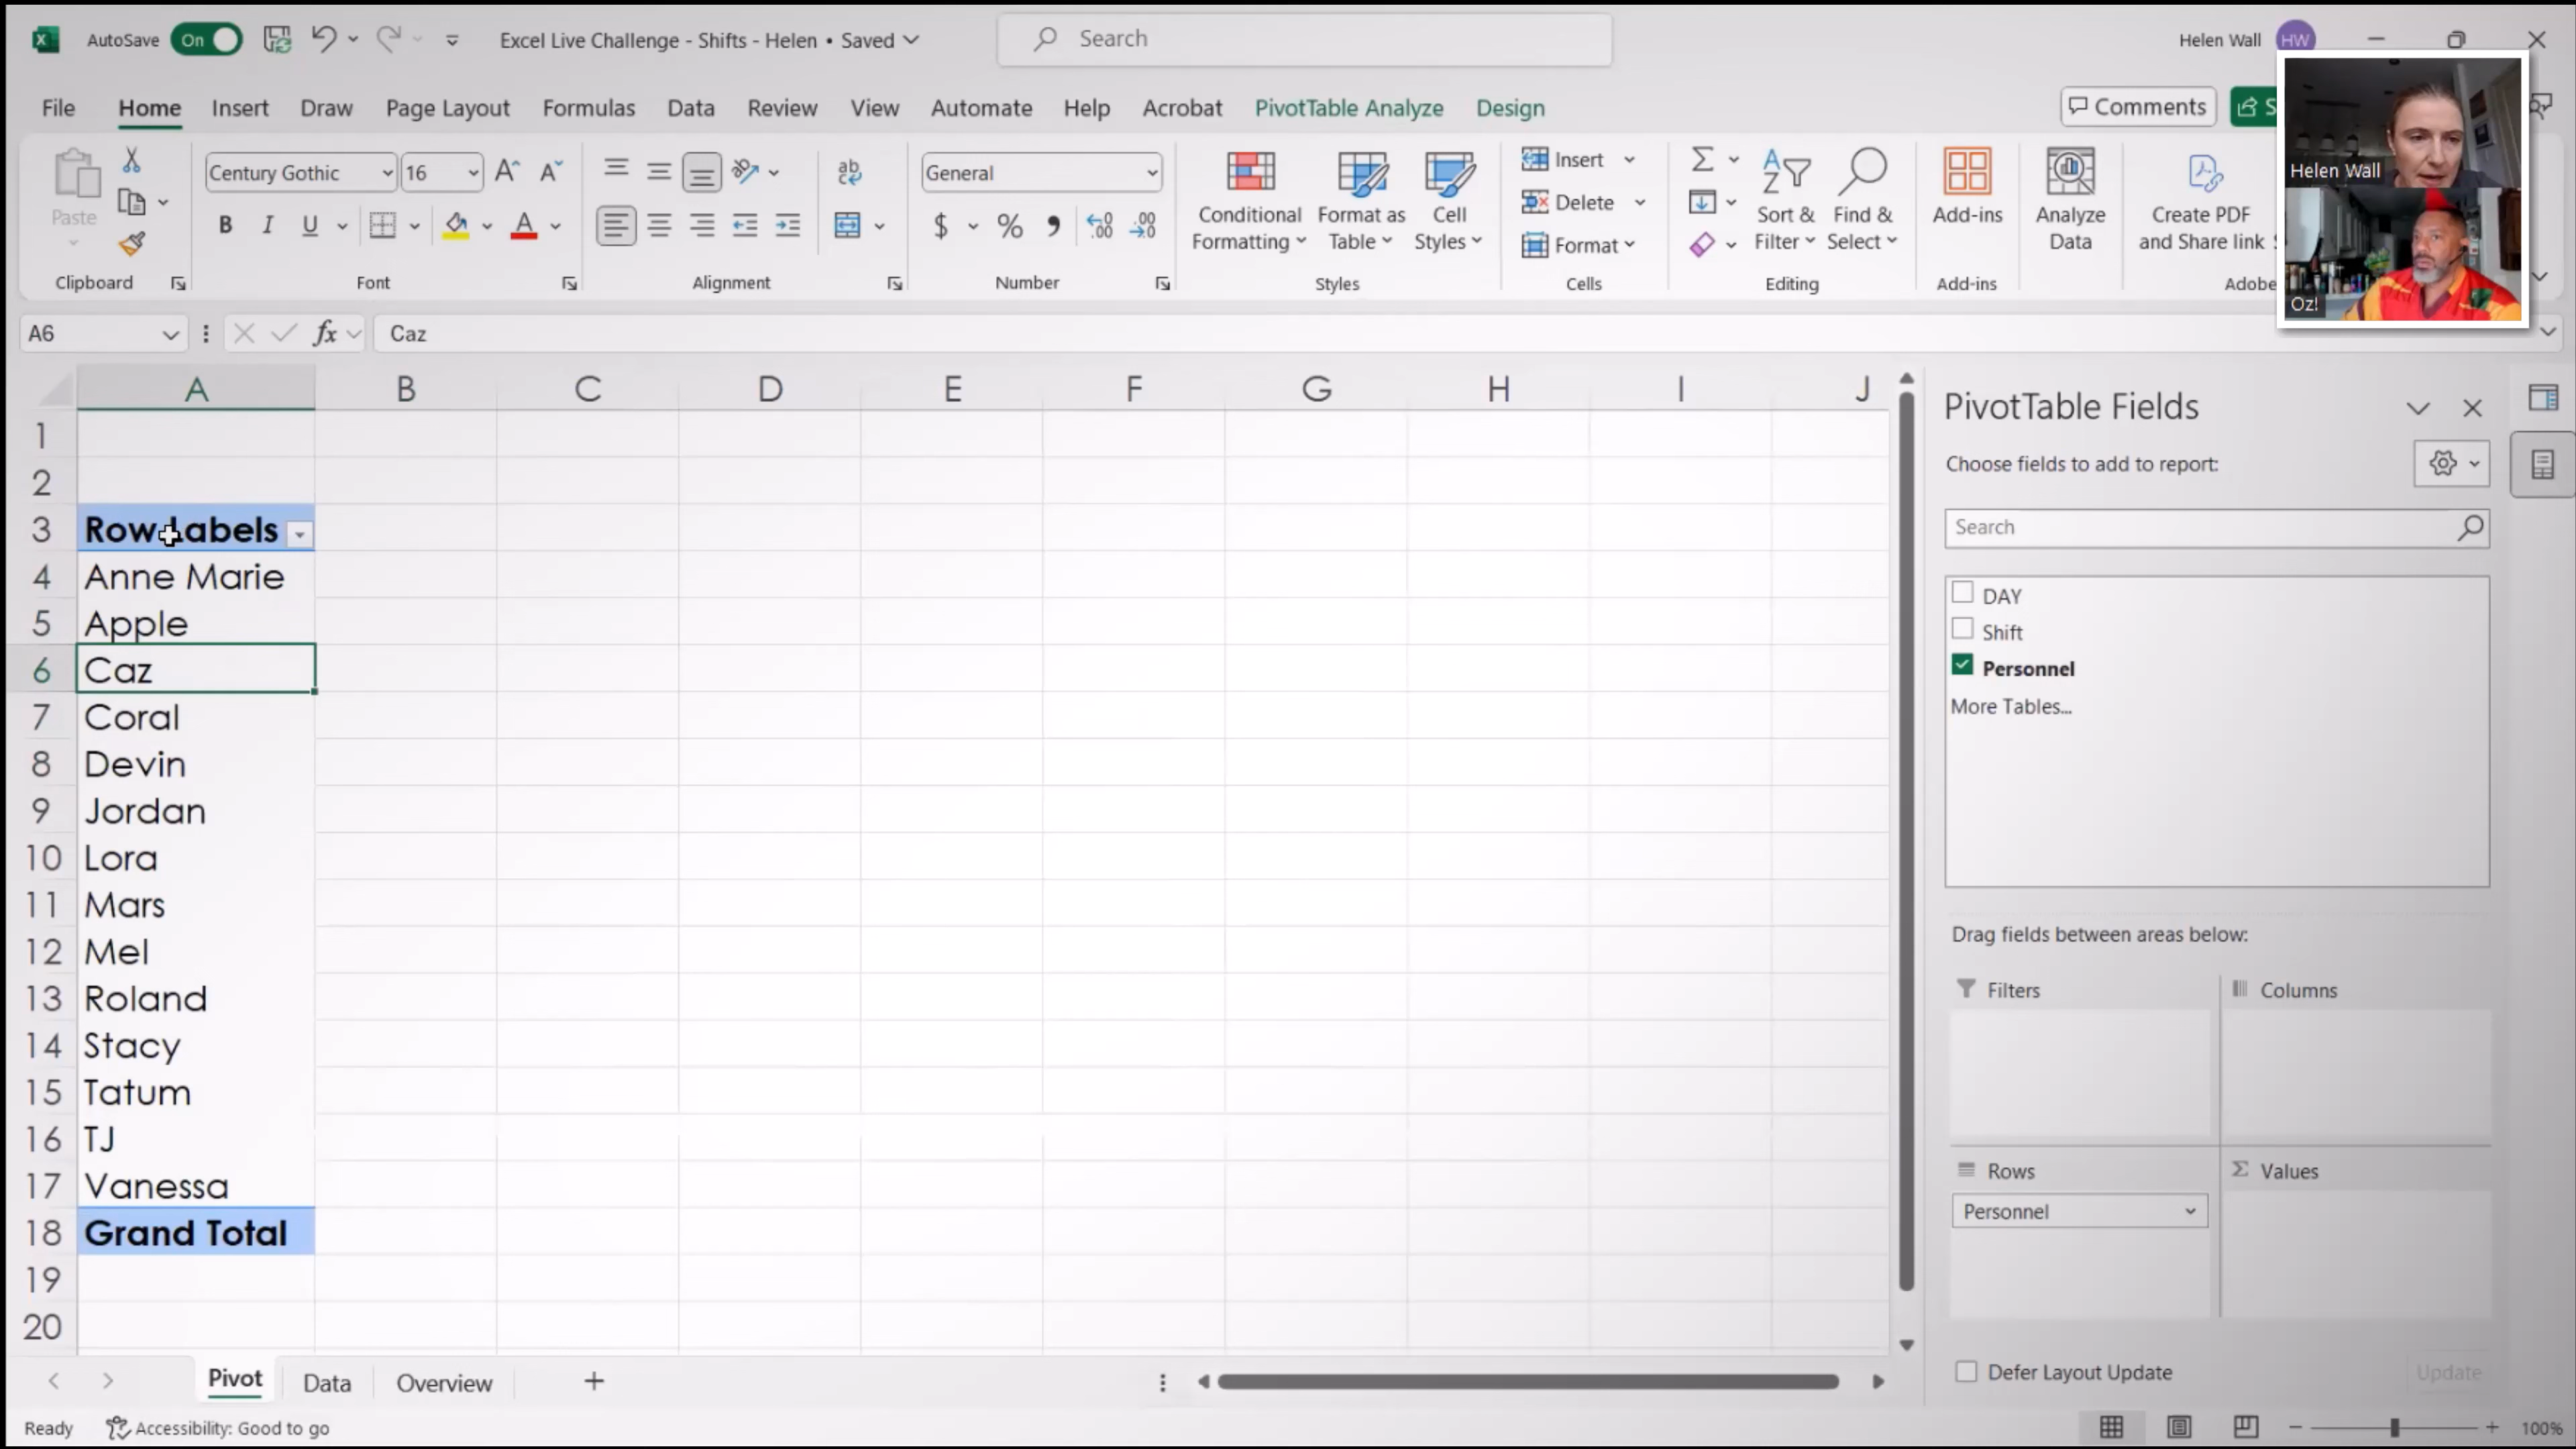 AutoSave On Excel Live Challenge - Shifts - Helen • Saved Search Helen Wall HW
File Home Insert Draw Page Layout Formulas Data Review View Automate Help Acrobat PivotTable Analyze Design Comments S
Paste
Clipboard
Century Gothic 16
B I U
Font
Alignment
General
$ % 9
Number
Conditional Formatting
Format as Table
Cell Styles
Styles
Insert
Delete
Format
Cells
Sort & Filter
Find & Select
Editing
Add-ins
Add-ins
Analyze Data
Create PDF and Share link
Adobe
Helen Wall
Oz!
A6 fx Caz
A B C D E F G H I J
1
2
3 Row Labels
4 Anne Marie
5 Apple
6 Caz
7 Coral
8 Devin
9 Jordan
10 Lora
11 Mars
12 Mel
13 Roland
14 Stacy
15 Tatum
16 TJ
17 Vanessa
18 Grand Total
19
20
PivotTable Fields
Choose fields to add to report:
Search
DAY
Shift
Personnel
More Tables...
Drag fields between areas below:
Filters
Columns
Rows
Σ Values
Personnel
Defer Layout Update Update
Pivot Data Overview +
Ready Accessibility: Good to go 100%